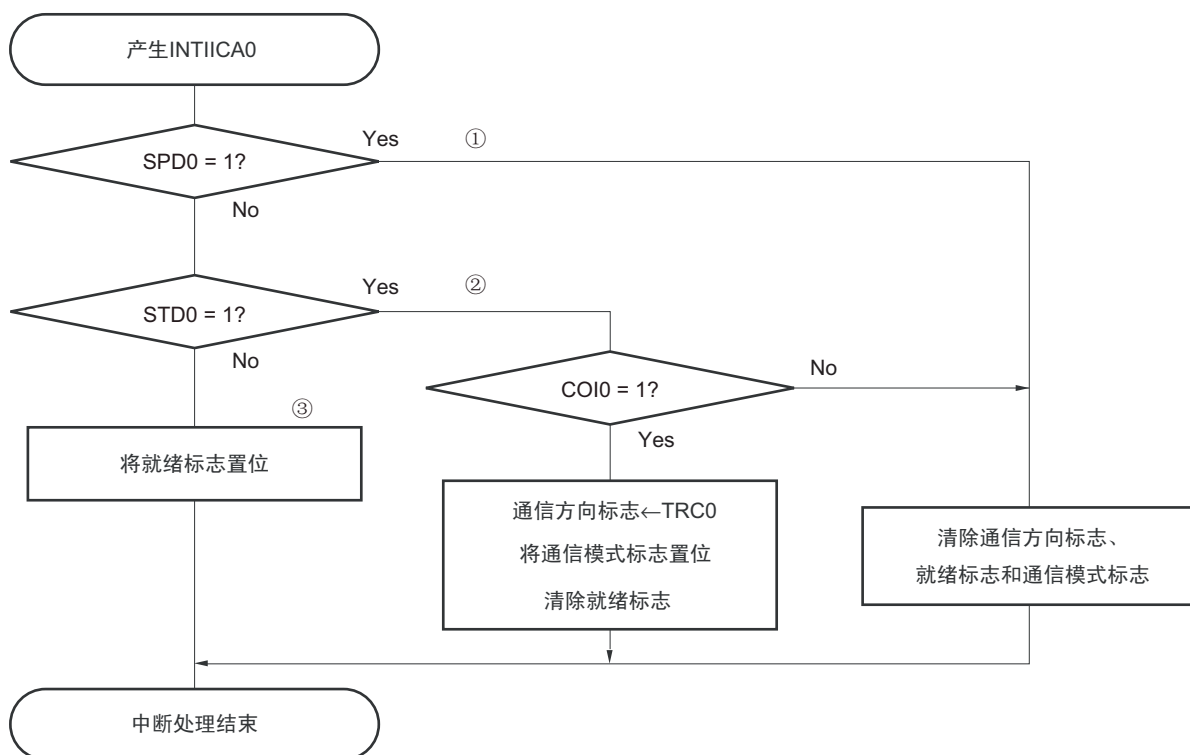 产生INTIICA0
Yes
①
SPD0 = 1?
No
Yes
②
STD0 = 1?
No
COI0 = 1?
No
③
Yes
将就绪标志置位
通信方向标志←TRC0
将通信模式标志置位
清除就绪标志
清除通信方向标志、
就绪标志和通信模式标志
中断处理结束